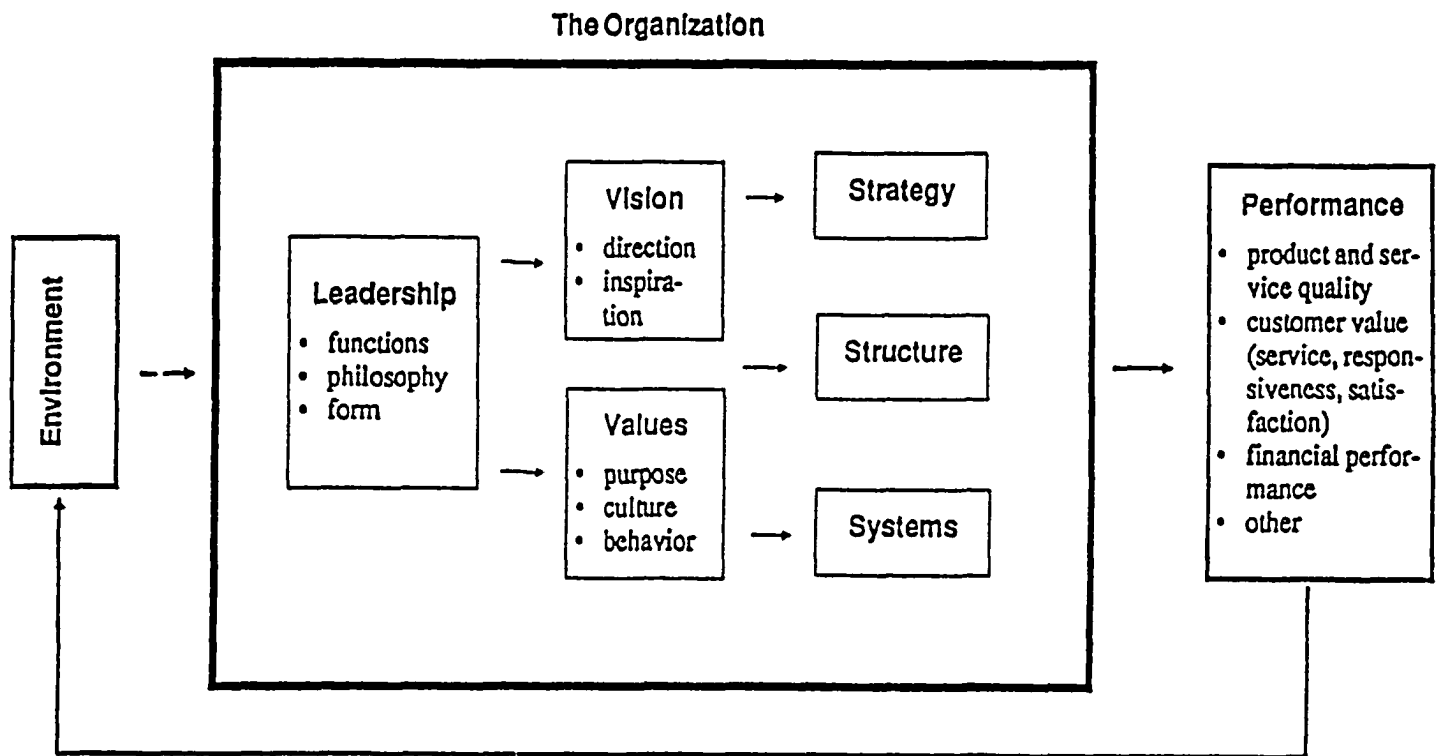 The Organization
Environment
Leadership
• functions
• philosophy
• form
Vision
• direction
• inspira-
tion
Values
• purpose
• culture
• behavior
Strategy
Structure
Systems
Performance
• product and ser-
vice quality
• customer value
(service, respon-
siveness, satis-
faction)
• financial perfor-
mance
• other